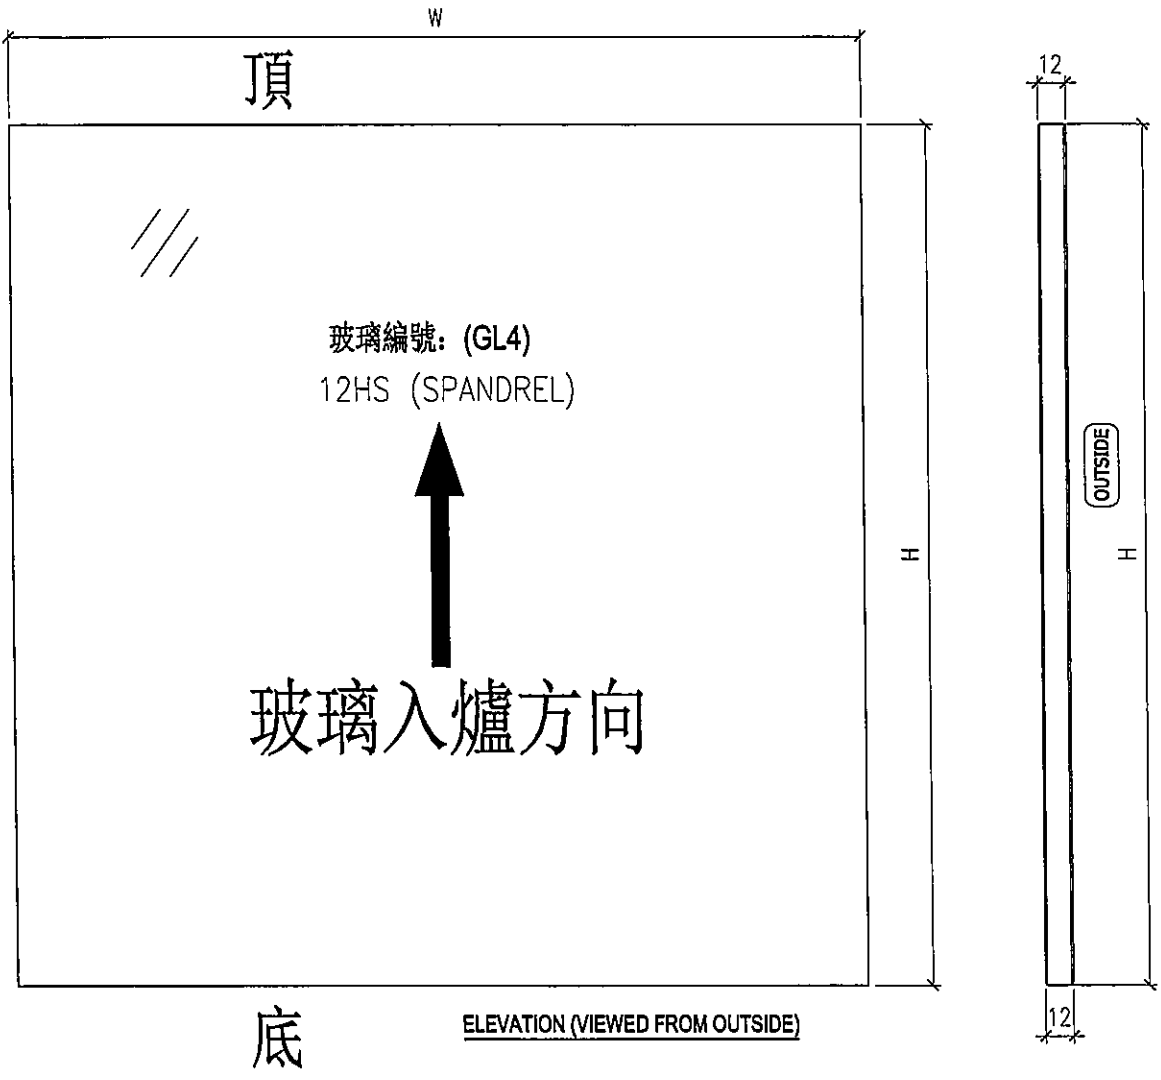 W
頂
12
玻璃編號: (GL4)
12HS (SPANDREL)
OUTSIDE
H
H
玻璃入爐方向
底
ELEVATION (VIEWED FROM OUTSIDE)
12